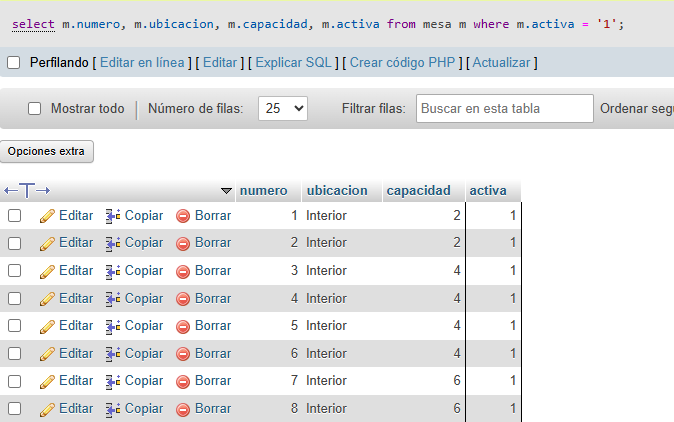 select m.numero, m.ubicacion, m.capacidad, m.activa from mesa m where m.activa = '1';
Perfilando [ Editar en línea ] [ Editar ] [ Explicar SQL ] [ Crear código PHP ] [ Actualizar ]
Mostrar todo Número de filas: 25 Filtrar filas: Buscar en esta tabla Ordenar seg
Opciones extra
numero ubicacion capacidad activa
Editar Copiar Borrar 1 Interior 2 1
Editar Copiar Borrar 2 Interior 2 1
Editar Copiar Borrar 3 Interior 4 1
Editar Copiar Borrar 4 Interior 4 1
Editar Copiar Borrar 5 Interior 4 1
Editar Copiar Borrar 6 Interior 4 1
Editar Copiar Borrar 7 Interior 6 1
Editar Copiar Borrar 8 Interior 6 1